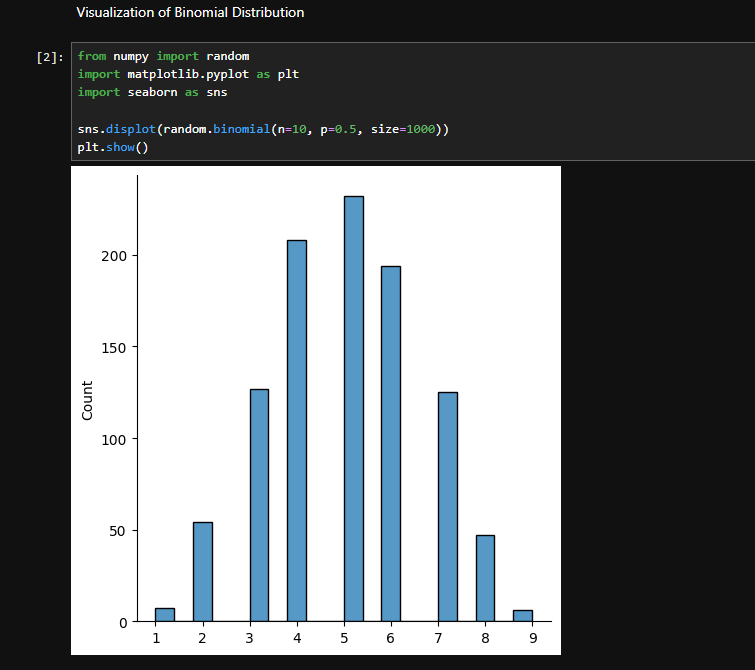 Visualization of Binomial Distribution
[2]: from numpy import random
import matplotlib.pyplot as plt
import seaborn as sns
sns.displot(random.binomial(n=10, p=0.5, size=1000))
plt.show()
200
150
Count
100
50
0
1 2 3 4 5 6 7 8 9